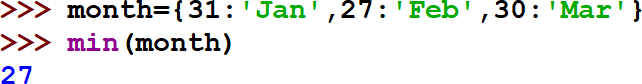 >>> month={31:'Jan',27:'Feb',30:'Mar'}
>>> min(month)
27